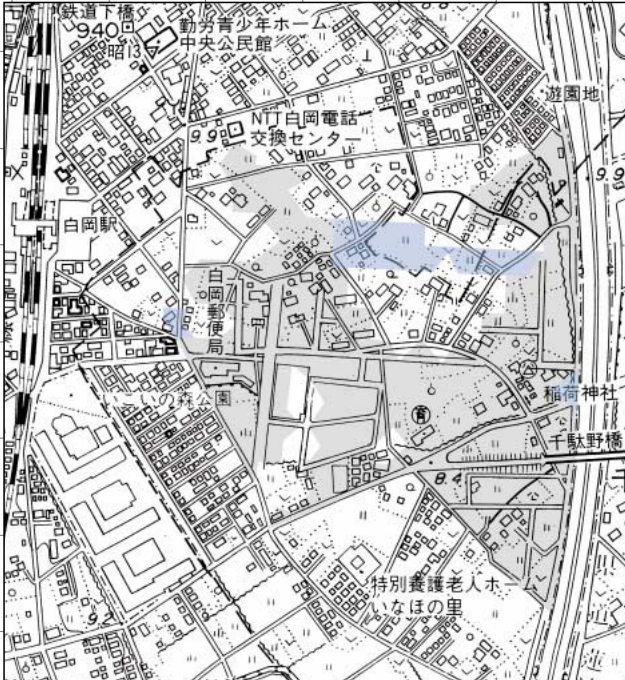 鉄道下橋
940
昭13
勤労青少年ホーム
中央公民館
遊園地
NTT白岡電話
交換センター
9.9
9.9
白岡駅
白岡郵便局
いこいの森公園
稲荷神社
千駄野橋
8.4
特別養護老人ホー
いなほの里
9.2